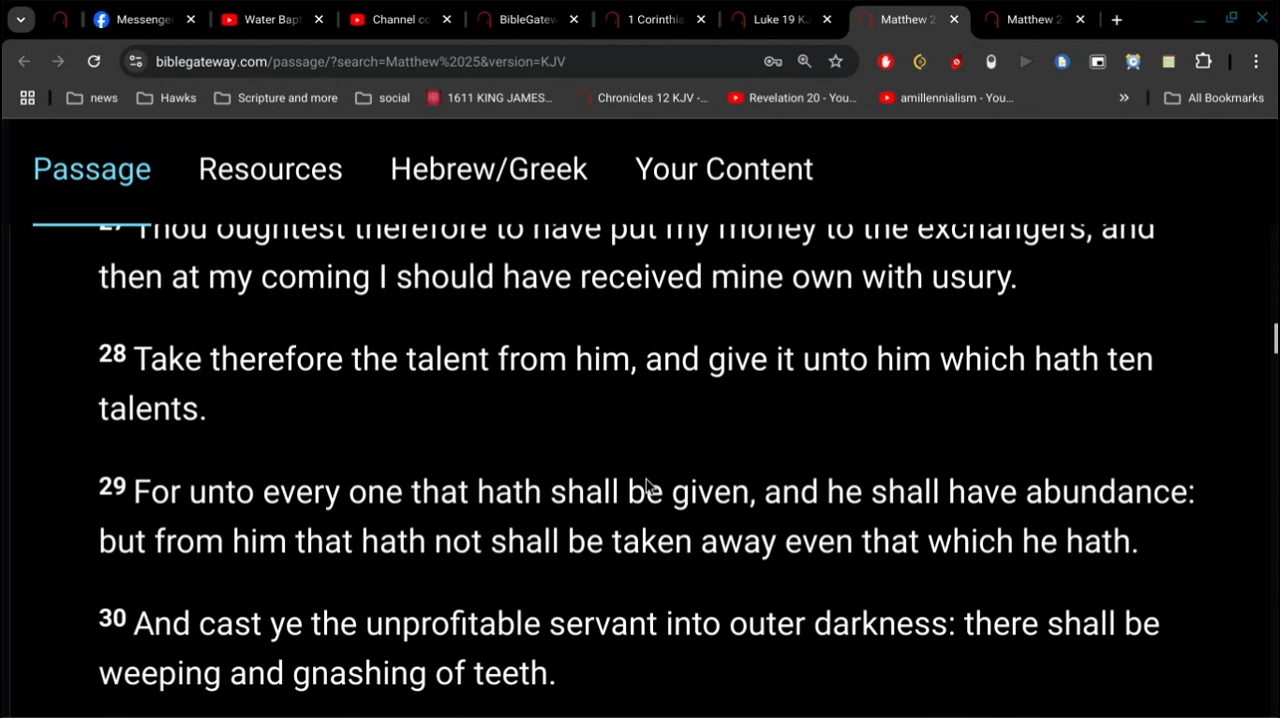 Messenger
Water Bap
Channel co
BibleGatew
1 Corinthia
Luke 19 K
Matthew 2
Matthew 2
biblegateway.com/passage/?search=Matthew%2025&version=KJV
news
Hawks
Scripture and more
social
1611 KING JAMES...
Chronicles 12 KJV -...
Revelation 20 - You...
amillennialism - You...
All Bookmarks
Passage
Resources
Hebrew/Greek
Your Content
27 Thou oughtest therefore to have put my money to the exchangers, and
then at my coming I should have received mine own with usury.
28 Take therefore the talent from him, and give it unto him which hath ten
talents.
29 For unto every one that hath shall be given, and he shall have abundance:
but from him that hath not shall be taken away even that which he hath.
30 And cast ye the unprofitable servant into outer darkness: there shall be
weeping and gnashing of teeth.